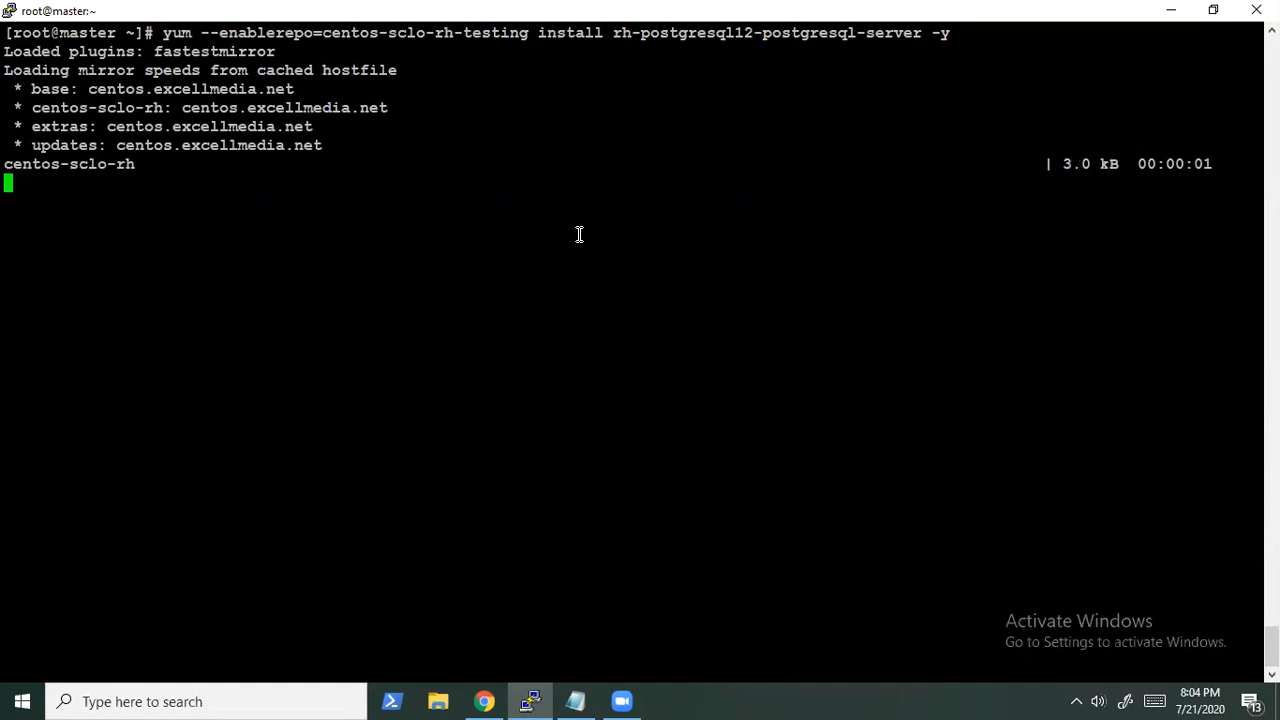 root@master:~
[root@master ~]# yum --enablerepo=centos-sclo-rh-testing install rh-postgresql12-postgresql-server -y
Loaded plugins: fastestmirror
Loading mirror speeds from cached hostfile
 * base: centos.excellmedia.net
 * centos-sclo-rh: centos.excellmedia.net
 * extras: centos.excellmedia.net
 * updates: centos.excellmedia.net
centos-sclo-rh | 3.0 kB 00:00:01
Activate Windows
Go to Settings to activate Windows.
Type here to search
8:04 PM
7/21/2020
13